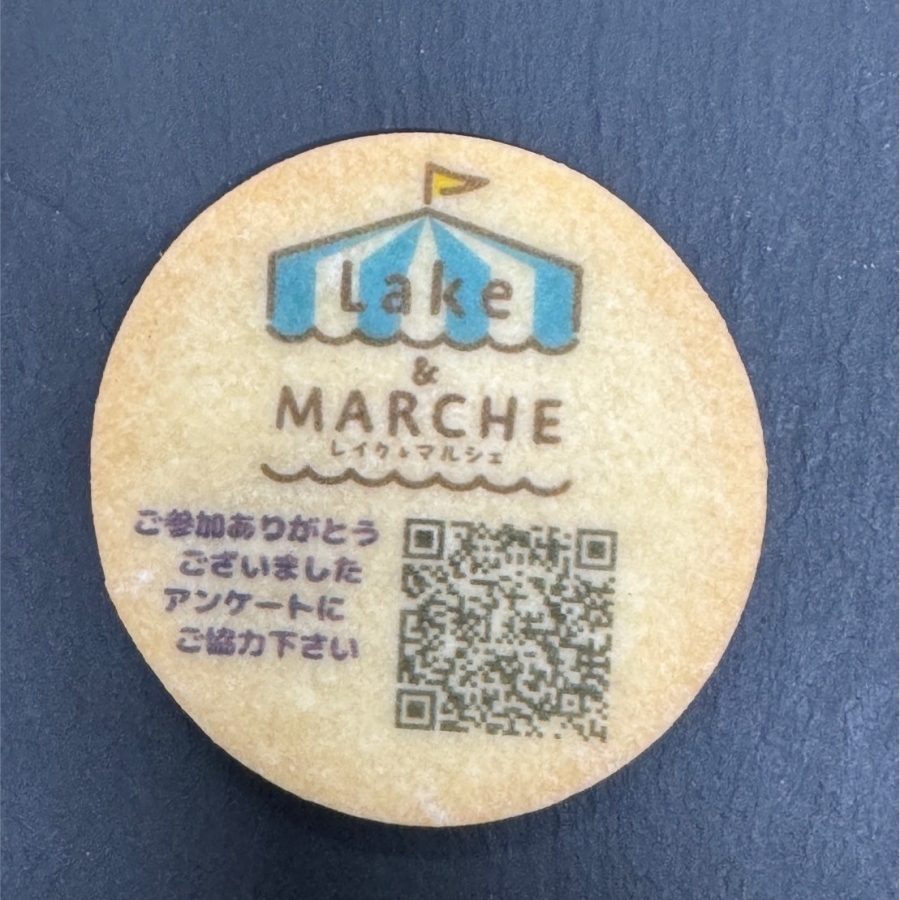 Lake
&
MARCHE
レイク&マルシェ
ご参加ありがとう
ございました
アンケートに
ご協力下さい